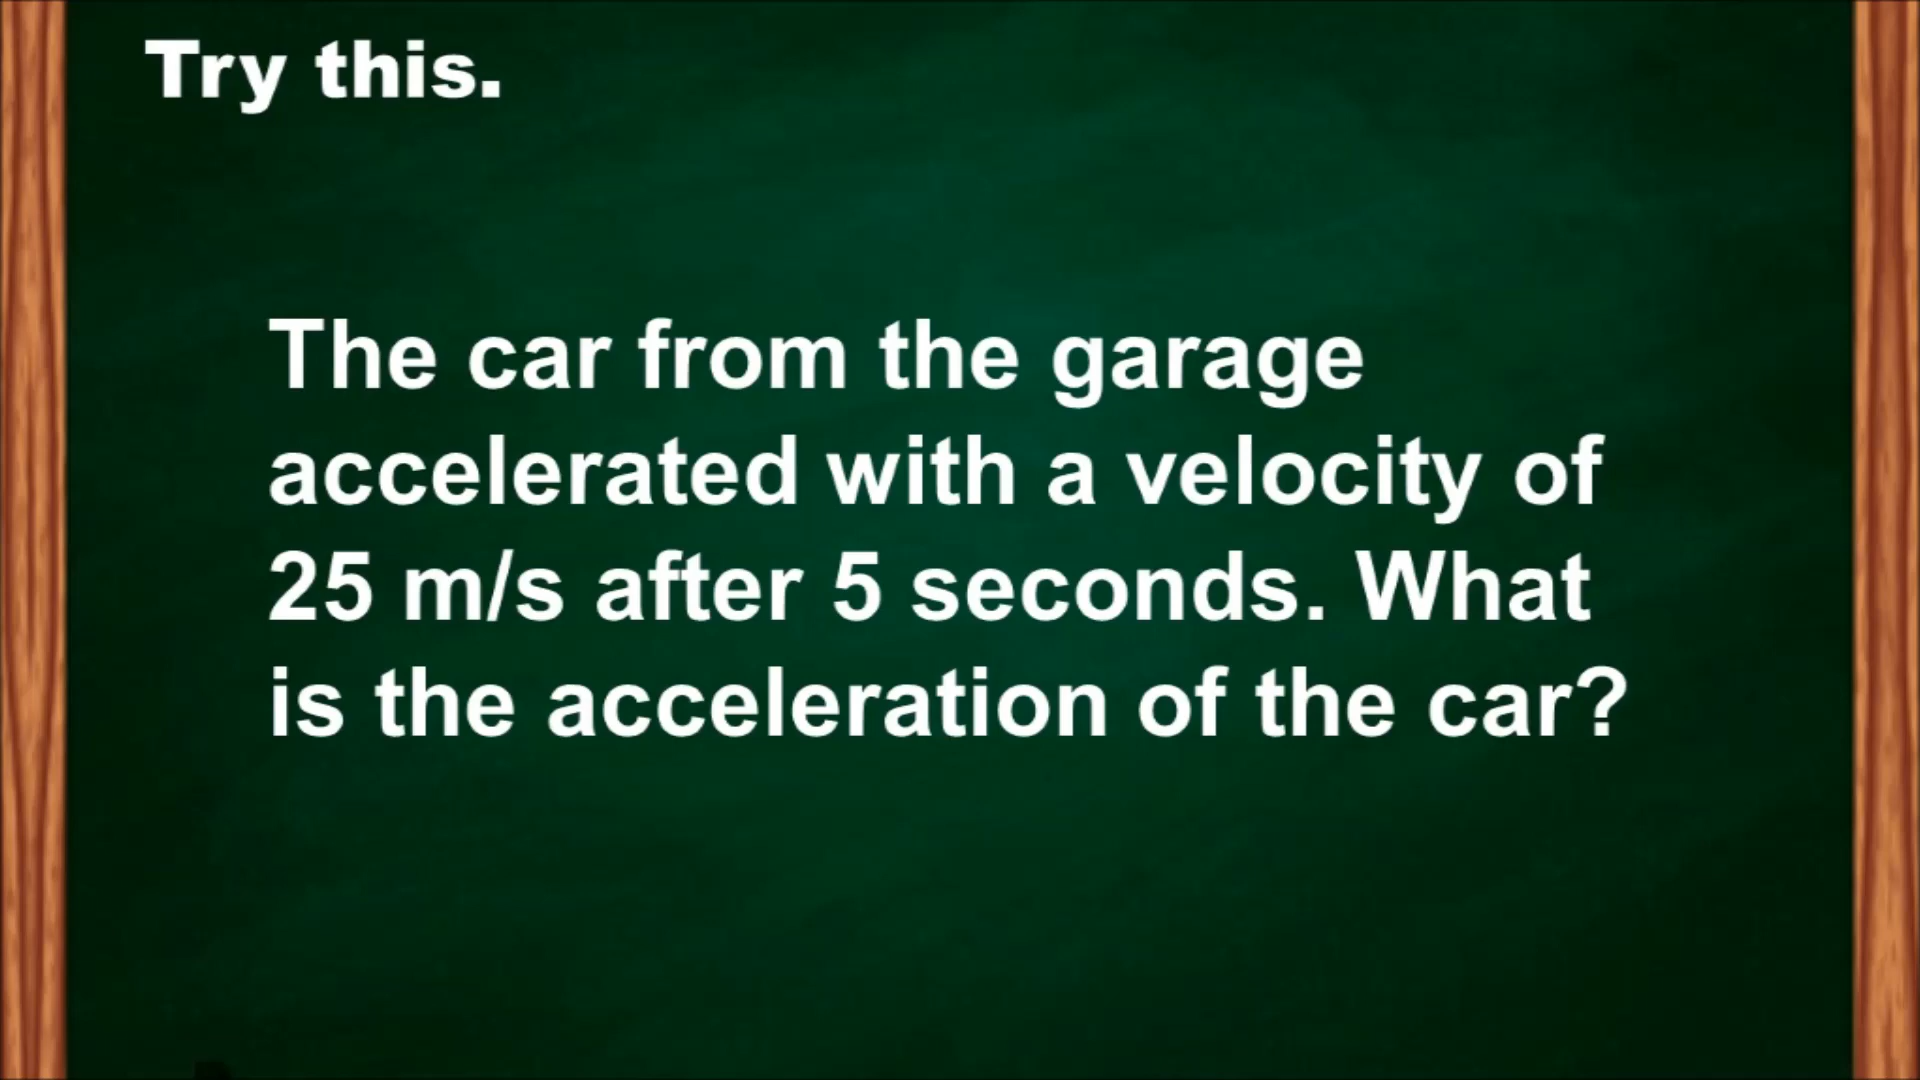 Try this.
The car from the garage
accelerated with a velocity of
25 m/s after 5 seconds. What
is the acceleration of the car?